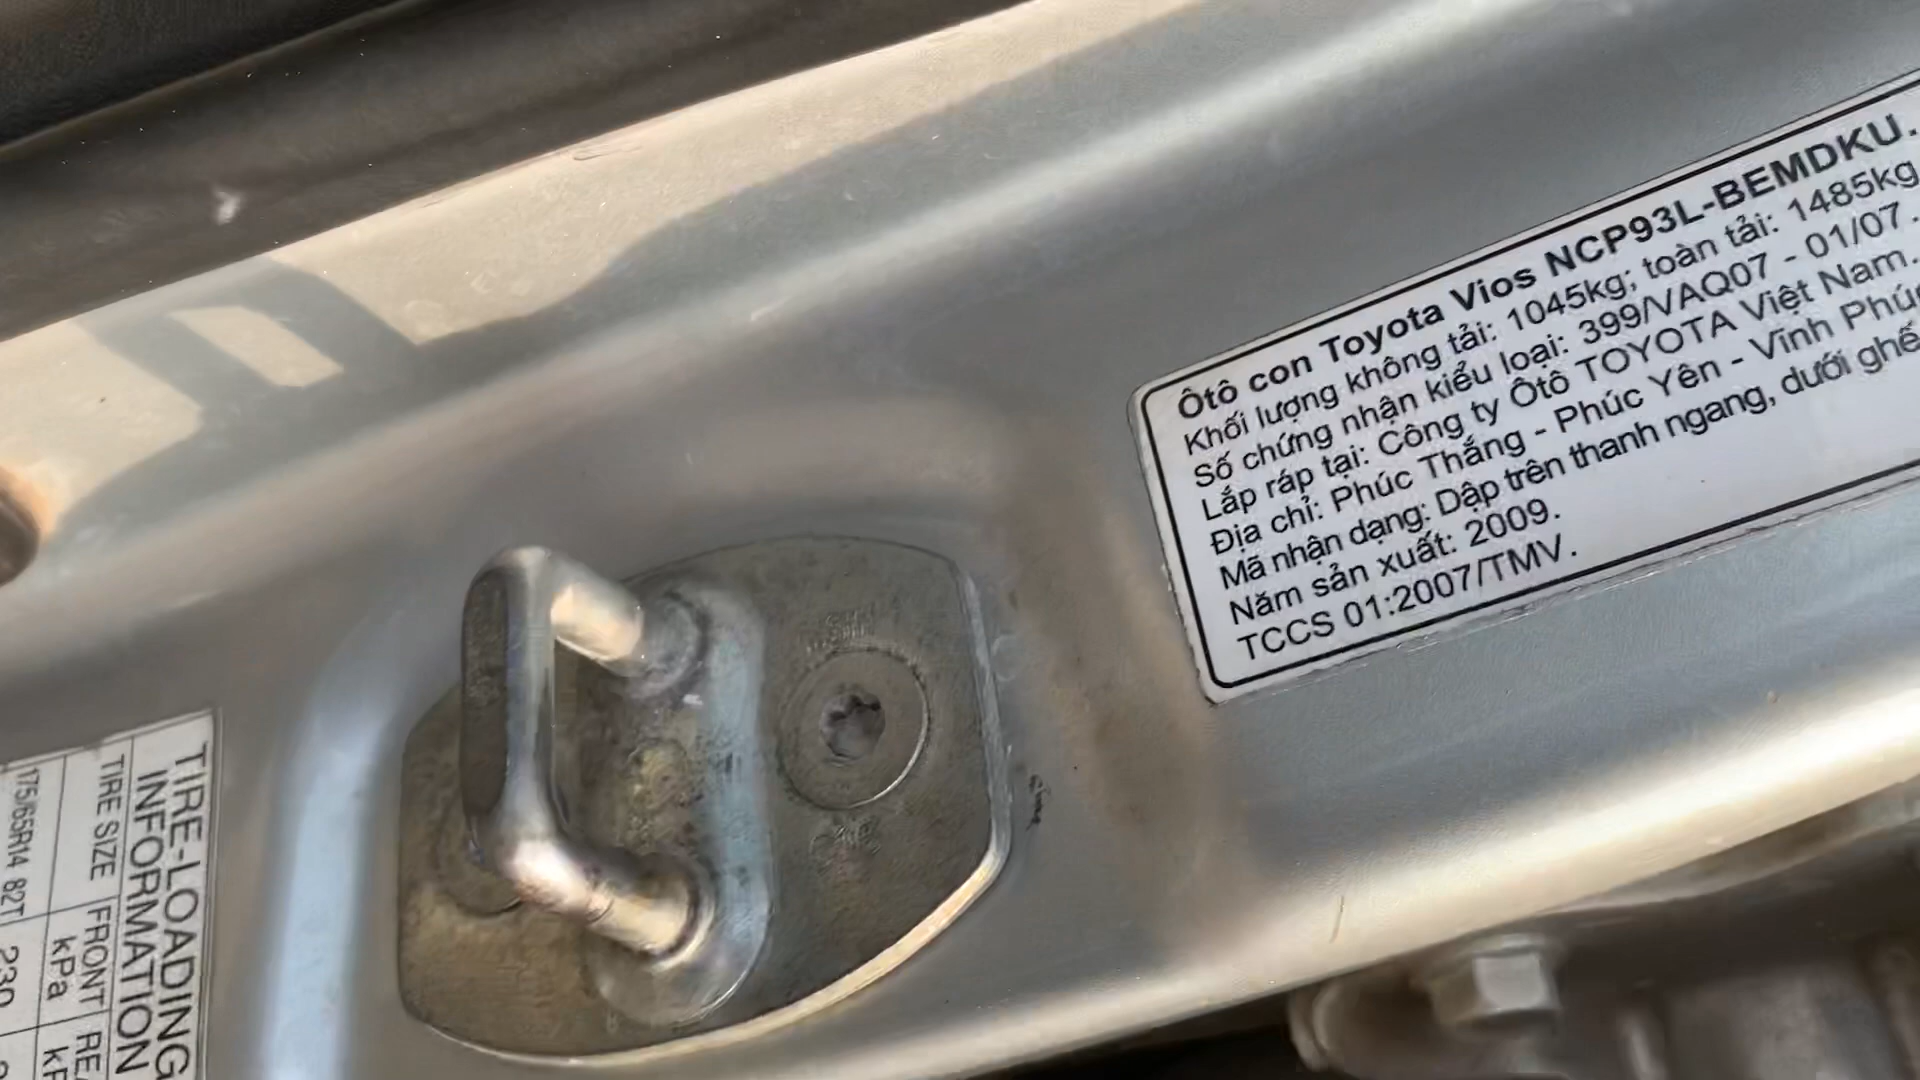 Ôtô con Toyota Vios NCP93L-BEMDKU.
Khối lượng không tải: 1045kg; toàn tải: 1485kg
Số chứng nhận kiểu loại: 399/VAQ07 - 01/07.
Lắp ráp tại: Công ty Ôtô TOYOTA Việt Nam.
Địa chỉ: Phúc Thắng - Phúc Yên - Vĩnh Phú
Mã nhận dạng: Dập trên thanh ngang, dưới ghế
Năm sản xuất: 2009.
TCCS 01:2007/TMV.
TIRE-LOADING
INFORMATION
TIRE SIZE FRONT REA
kPa
175/65R14 82T 230